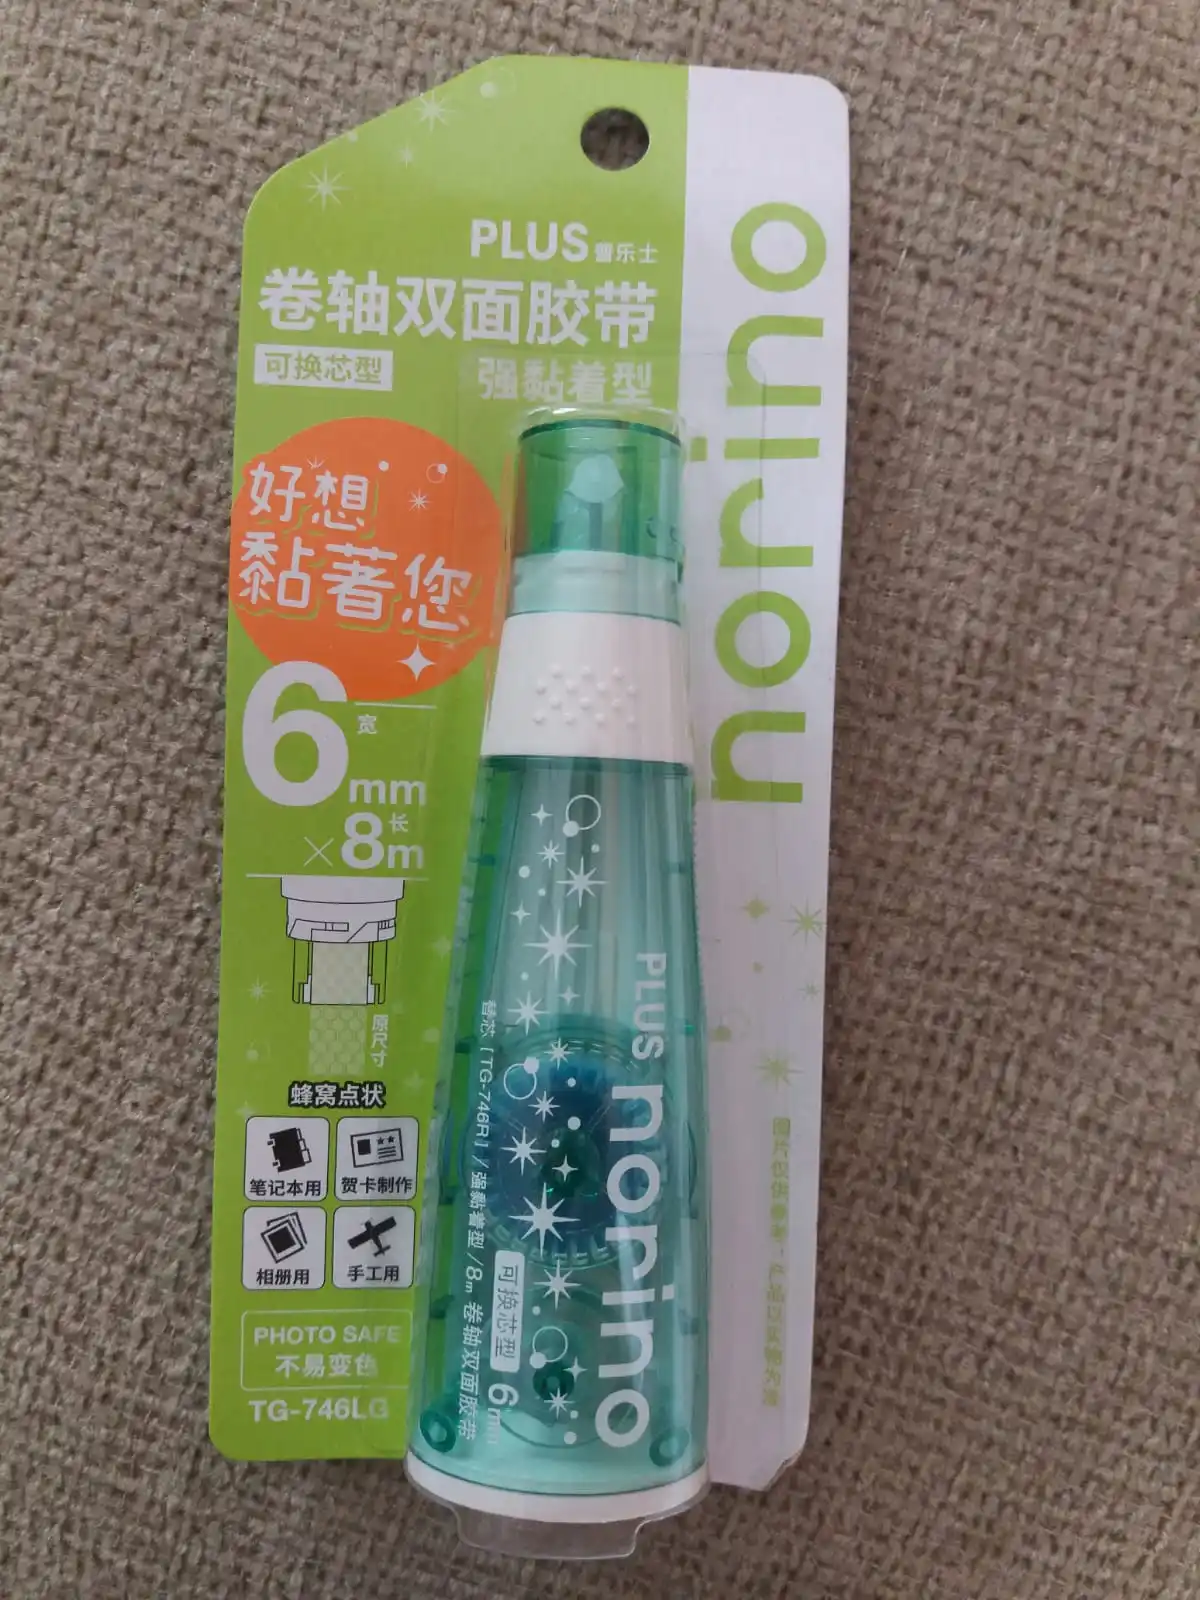 PLUS 普乐士
卷轴双面胶带
可换芯型
强黏着型
norino
好想
黏著您
6mm
宽
×8m
长
原尺寸
蜂窝点状
笔记本用
贺卡制作
相册用
手工用
PHOTO SAFE
不易变色
TG-746LG
PLUS norino
可换芯型 6mm
替芯 [TG-746R] / 强黏着型 / 8m 卷轴双面胶带